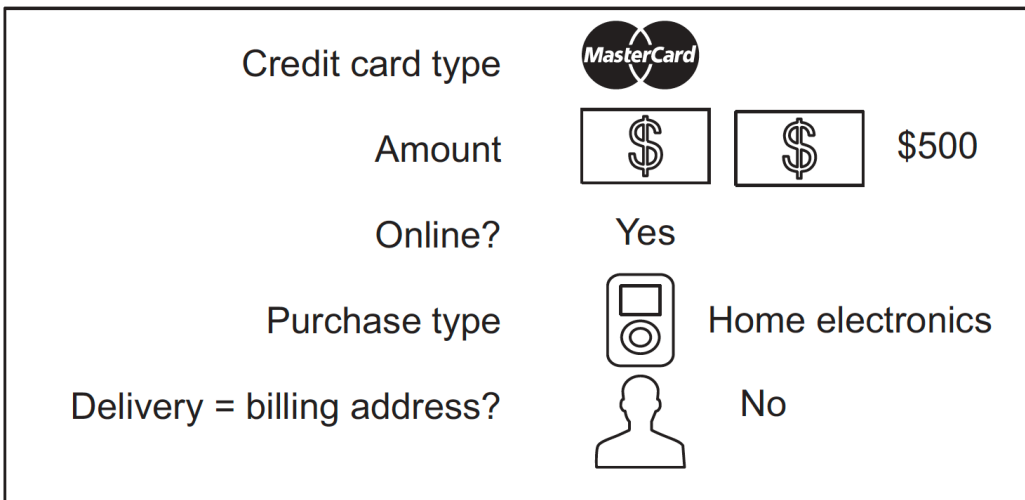 Credit card type MasterCard
Amount $ $ $500
Online? Yes
Purchase type Home electronics
Delivery = billing address? No